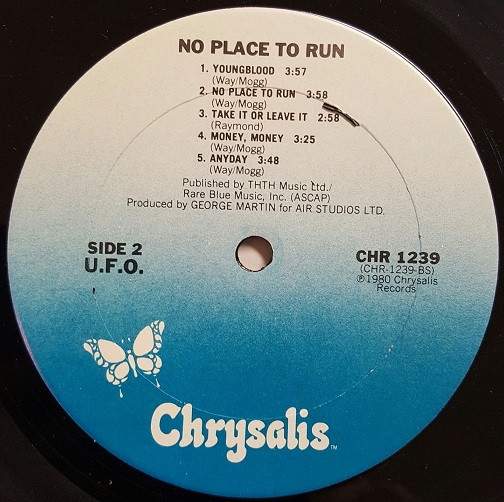 NO PLACE TO RUN
1. YOUNGBLOOD 3:57
(Way/Mogg)
2. NO PLACE TO RUN 3:58
(Way/Mogg)
3. TAKE IT OR LEAVE IT 2:58
(Raymond)
4. MONEY, MONEY 3:25
(Way/Mogg)
5. ANYDAY 3:48
(Way/Mogg)
Published by THTH Music Ltd./
Rare Blue Music, Inc. (ASCAP)
Produced by GEORGE MARTIN for AIR STUDIOS LTD.
SIDE 2
U.F.O.
CHR 1239
(CHR-1239-BS)
℗1980 Chrysalis
Records
Chrysalis™